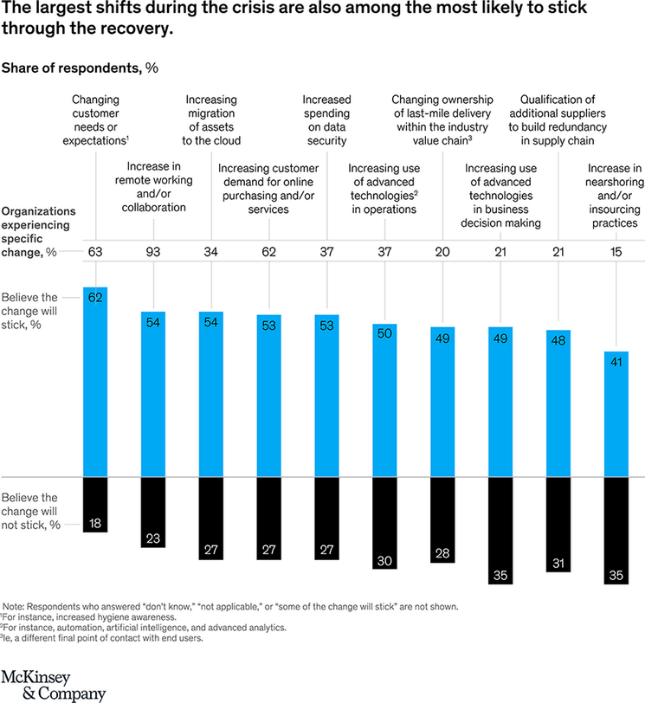 The largest shifts during the crisis are also among the most likely to stick
through the recovery.
Share of respondents, %
Changing
customer
needs or
expectations¹
Increasing
migration
of assets
to the cloud
Increased
spending
on data
security
Changing ownership
of last-mile delivery
within the industry
value chain³
Qualification of
additional suppliers
to build redundancy
in supply chain
Increase in
remote working
and/or
collaboration
Increasing customer
demand for online
purchasing and/or
services
Increasing use
of advanced
technologies²
in operations
Increasing use
of advanced
technologies
in business
decision making
Increase in
nearshoring
and/or
insourcing
practices
Organizations
experiencing
specific
change, %
63 93 34 62 37 37 20 21 21 15
Believe the
change will
stick, %
62 54 54 53 53 50 49 49 48 41
Believe the
change will
not stick, %
18 23 27 27 27 30 28 35 31 35
Note: Respondents who answered “don’t know,” “not applicable,” or “some of the change will stick” are not shown.
¹For instance, increased hygiene awareness.
²For instance, automation, artificial intelligence, and advanced analytics.
³Ie, a different final point of contact with end users.
McKinsey
& Company